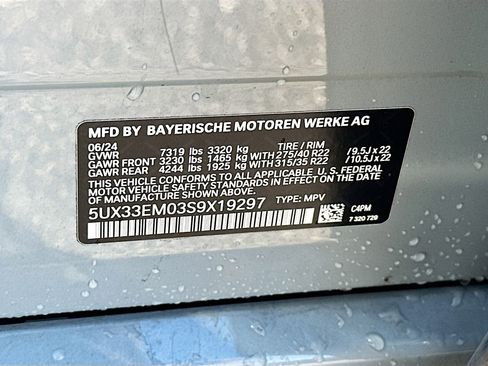 MFD BY BAYERISCHE MOTOREN WERKE AG
06/24 TIRE / RIM
GVWR 7319 lbs 3320 kg
GAWR FRONT 3230 lbs 1465 kg WITH 275/40 R22 /9.5J x 22
GAWR REAR 4244 lbs 1925 kg WITH 315/35 R22 /10.5J x 22
THIS VEHICLE CONFORMS TO ALL APPLICABLE U.S. FEDERAL
MOTOR VEHICLE SAFETY STANDARDS IN EFFECT ON THE DATE OF
MANUFACTURE SHOWN ABOVE.
5UX33EM03S9X19297 TYPE: MPV
C4PM
7 320 729